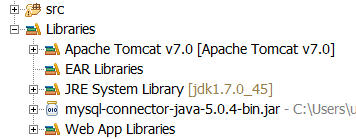 src
Libraries
Apache Tomcat v7.0 [Apache Tomcat v7.0]
EAR Libraries
JRE System Library [jdk1.7.0_45]
mysql-connector-java-5.0.4-bin.jar - C:\Users\u
Web App Libraries